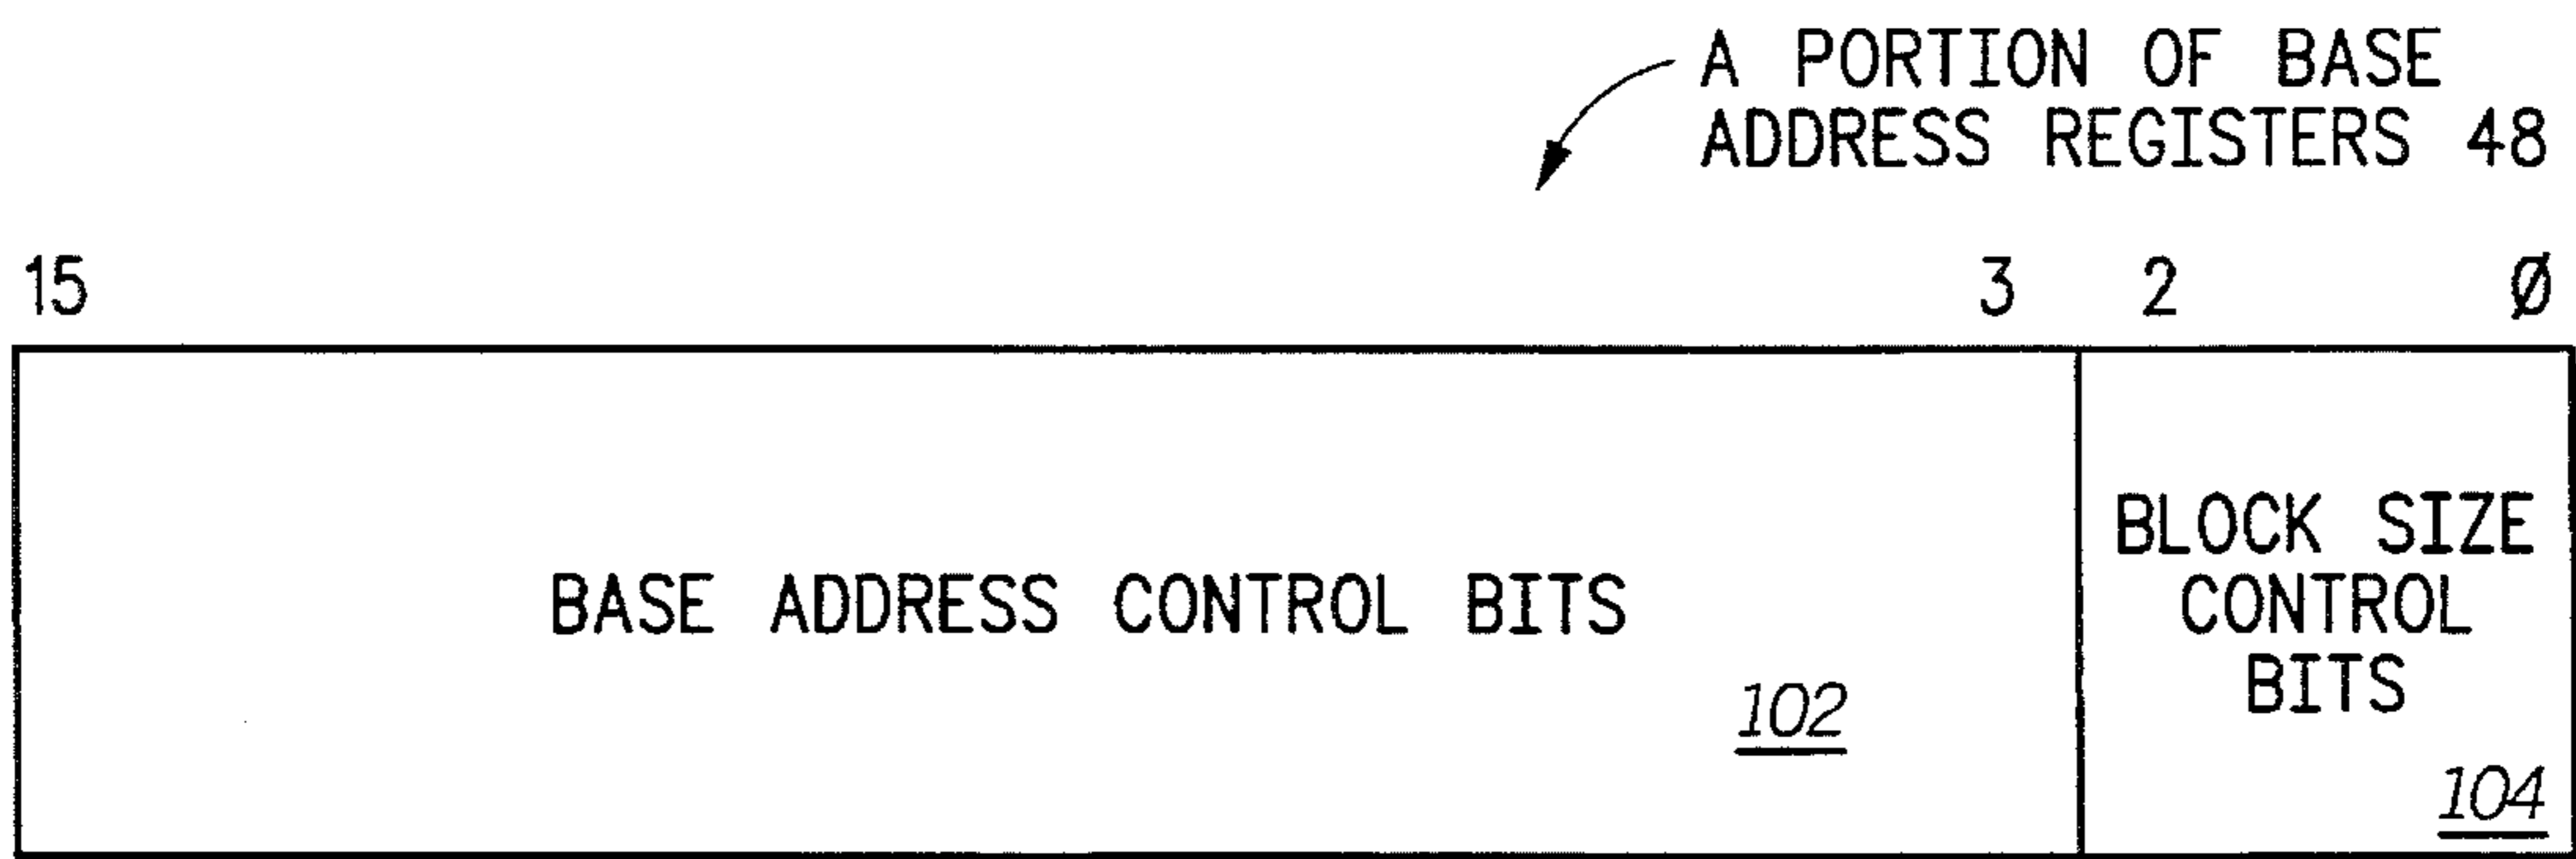 A PORTION OF BASE
ADDRESS REGISTERS 48
15 3 2 Ø
BASE ADDRESS CONTROL BITS
102
BLOCK SIZE
CONTROL
BITS
104